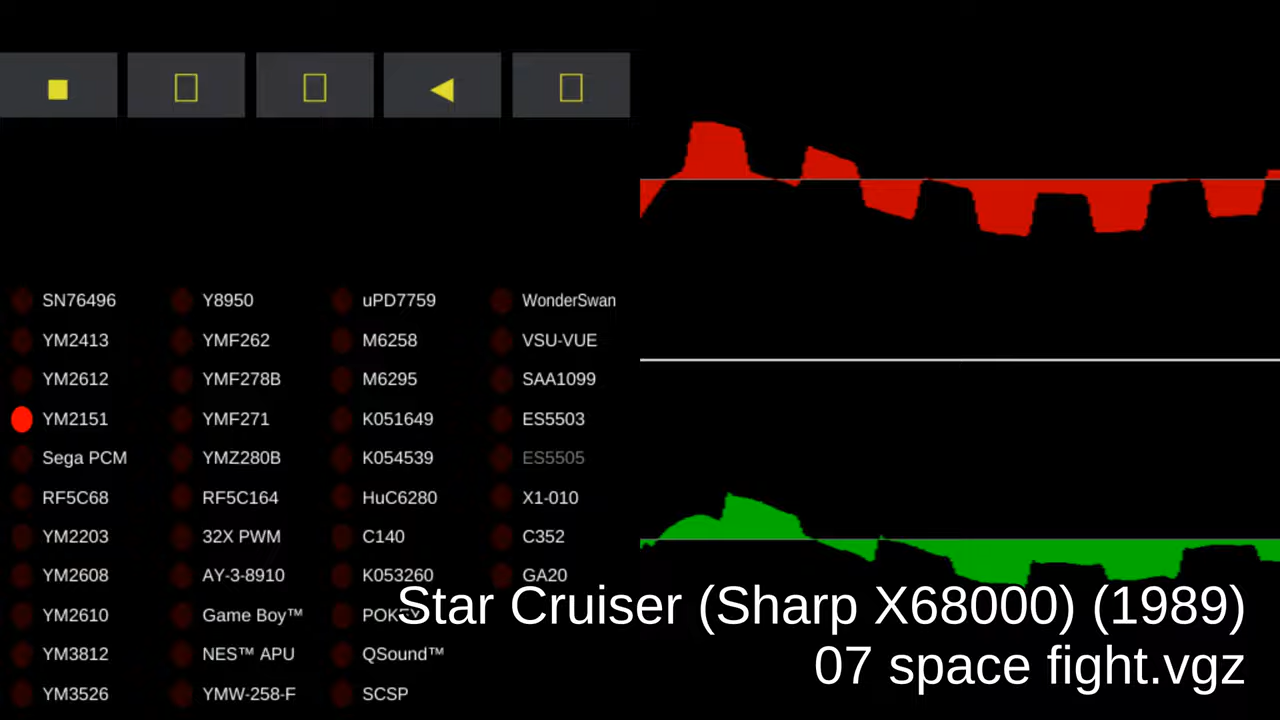 SN76496 Y8950 uPD7759 WonderSwan
YM2413 YMF262 M6258 VSU-VUE
YM2612 YMF278B M6295 SAA1099
YM2151 YMF271 K051649 ES5503
Sega PCM YMZ280B K054539 ES5505
RF5C68 RF5C164 HuC6280 X1-010
YM2203 32X PWM C140 C352
YM2608 AY-3-8910 K053260 GA20
YM2610 Game Boy™ POKEY
YM3812 NES™ APU QSound™
YM3526 YMW-258-F SCSP
Star Cruiser (Sharp X68000) (1989)
07 space fight.vgz